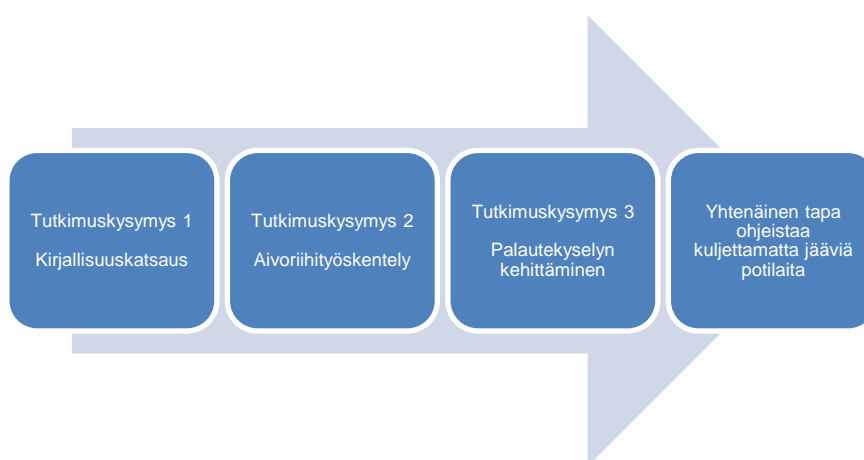 Tutkimuskysymys 1
Kirjallisuuskatsaus
Tutkimuskysymys 2
Aivoriihityöskentely
Tutkimuskysymys 3
Palautekyselyn
kehittäminen
Yhtenäinen tapa
ohjeistaa
kuljettamatta jääviä
potilaita